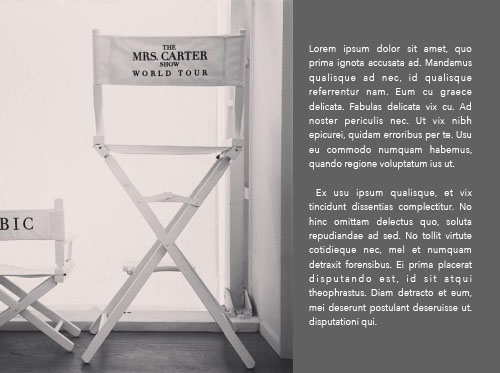 THE
MRS. CARTER
SHOW
WORLD TOUR
BIC
Lorem ipsum dolor sit amet, quo
prima ignota accusata ad. Mandamus
qualisque ad nec, id qualisque
referrentur nam. Eum cu graece
delicata. Fabulas delicata vix cu. Ad
noster periculis nec. Ut vix nibh
epicurei, quidam erroribus per te. Usu
eu commodo numquam habemus,
quando regione voluptatum ius ut.
Ex usu ipsum qualisque, et vix
tincidunt dissentias complectitur. No
hinc omittam delectus quo, soluta
repudiandae ad sed. No tollit virtute
cotidieque nec, mel et numquam
detraxit forensibus. Ei prima placerat
disputando est, id sit atqui
theophrastus. Diam detracto et eum,
mei deserunt postulant deseruisse ut.
disputationi qui.